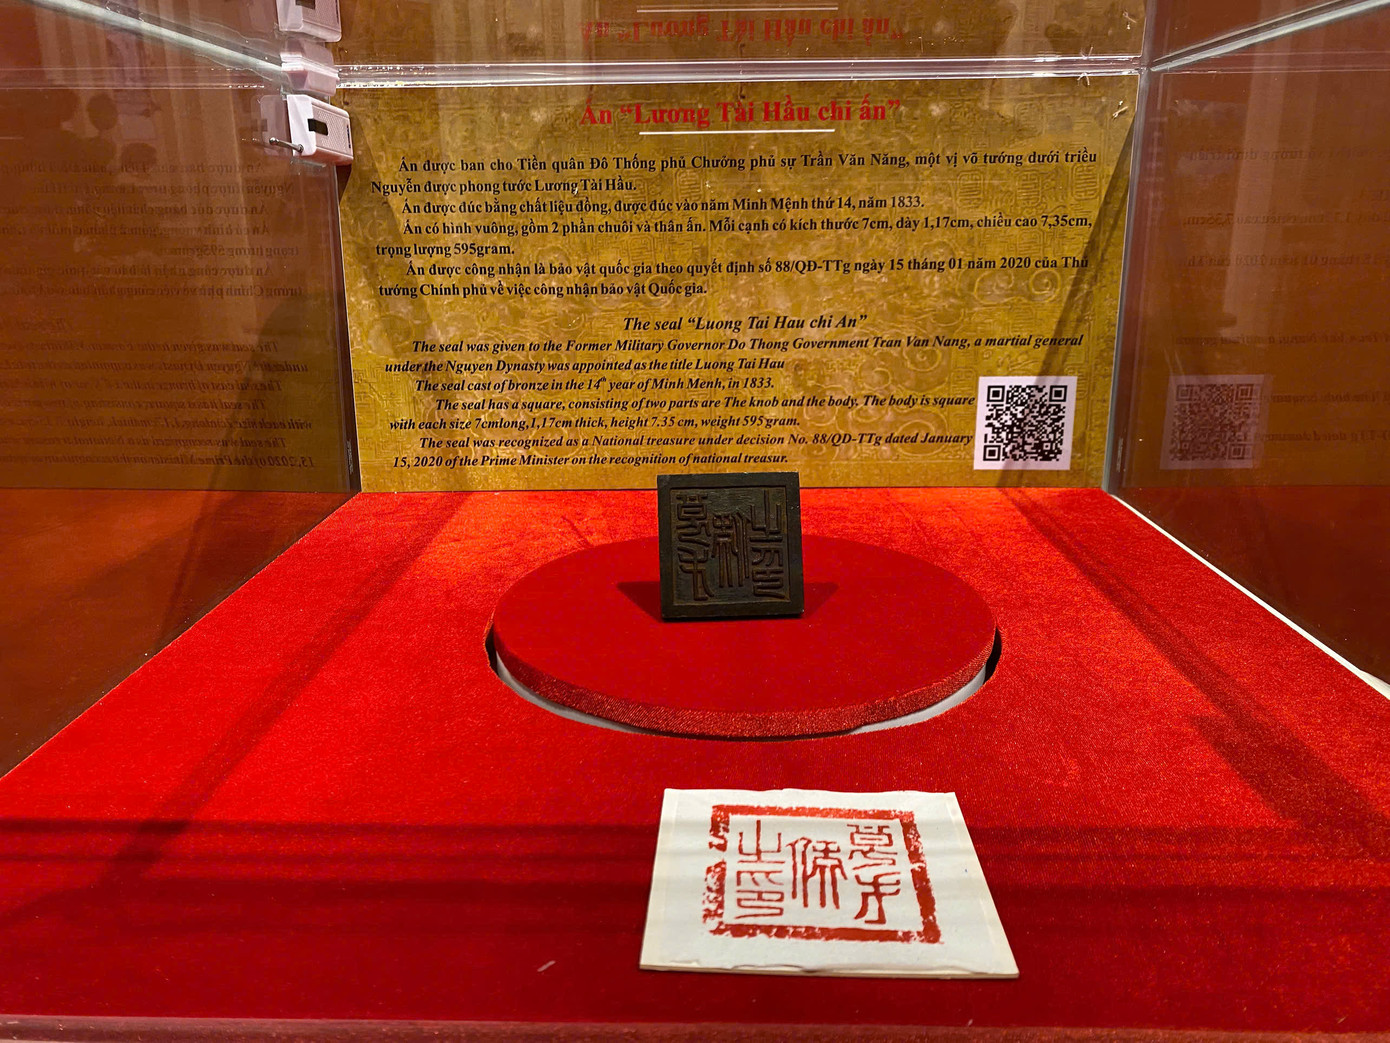 Ấn “Lương Tài Hầu chi ấn”
Ấn được ban cho Tiền quân Đô Thống phủ Chưởng phủ sự Trần Văn Năng, một vị võ tướng dưới triều
Nguyễn được phong tước Lương Tài Hầu.
Ấn được đúc bằng chất liệu đồng, được đúc vào năm Minh Mệnh thứ 14, năm 1833.
Ấn có hình vuông, gồm 2 phần chuôi và thân ấn. Mỗi cạnh có kích thước 7cm, dày 1,17cm, chiều cao 7,35cm,
trọng lượng 595gram.
Ấn được công nhận là bảo vật quốc gia theo quyết định số 88/QĐ-TTg ngày 15 tháng 01 năm 2020 của Thủ
tướng Chính phủ về việc công nhận bảo vật Quốc gia.
The seal “Luong Tai Hau chi An”
The seal was given to the Former Military Governor Do Thong Government Tran Van Nang, a martial general
under the Nguyen Dynasty was appointed as the title Luong Tai Hau
The seal cast of bronze in the 14th year of Minh Menh, in 1833.
The seal has a square, consisting of two parts are The knob and the body. The body is square
with each size 7cmlong,1,17cm thick, height 7.35 cm, weight 595 gram.
The seal was recognized as a National treasure under decision No. 88/QD-TTg dated January
15, 2020 of the Prime Minister on the recognition of national treasur.
良才
侯
之印